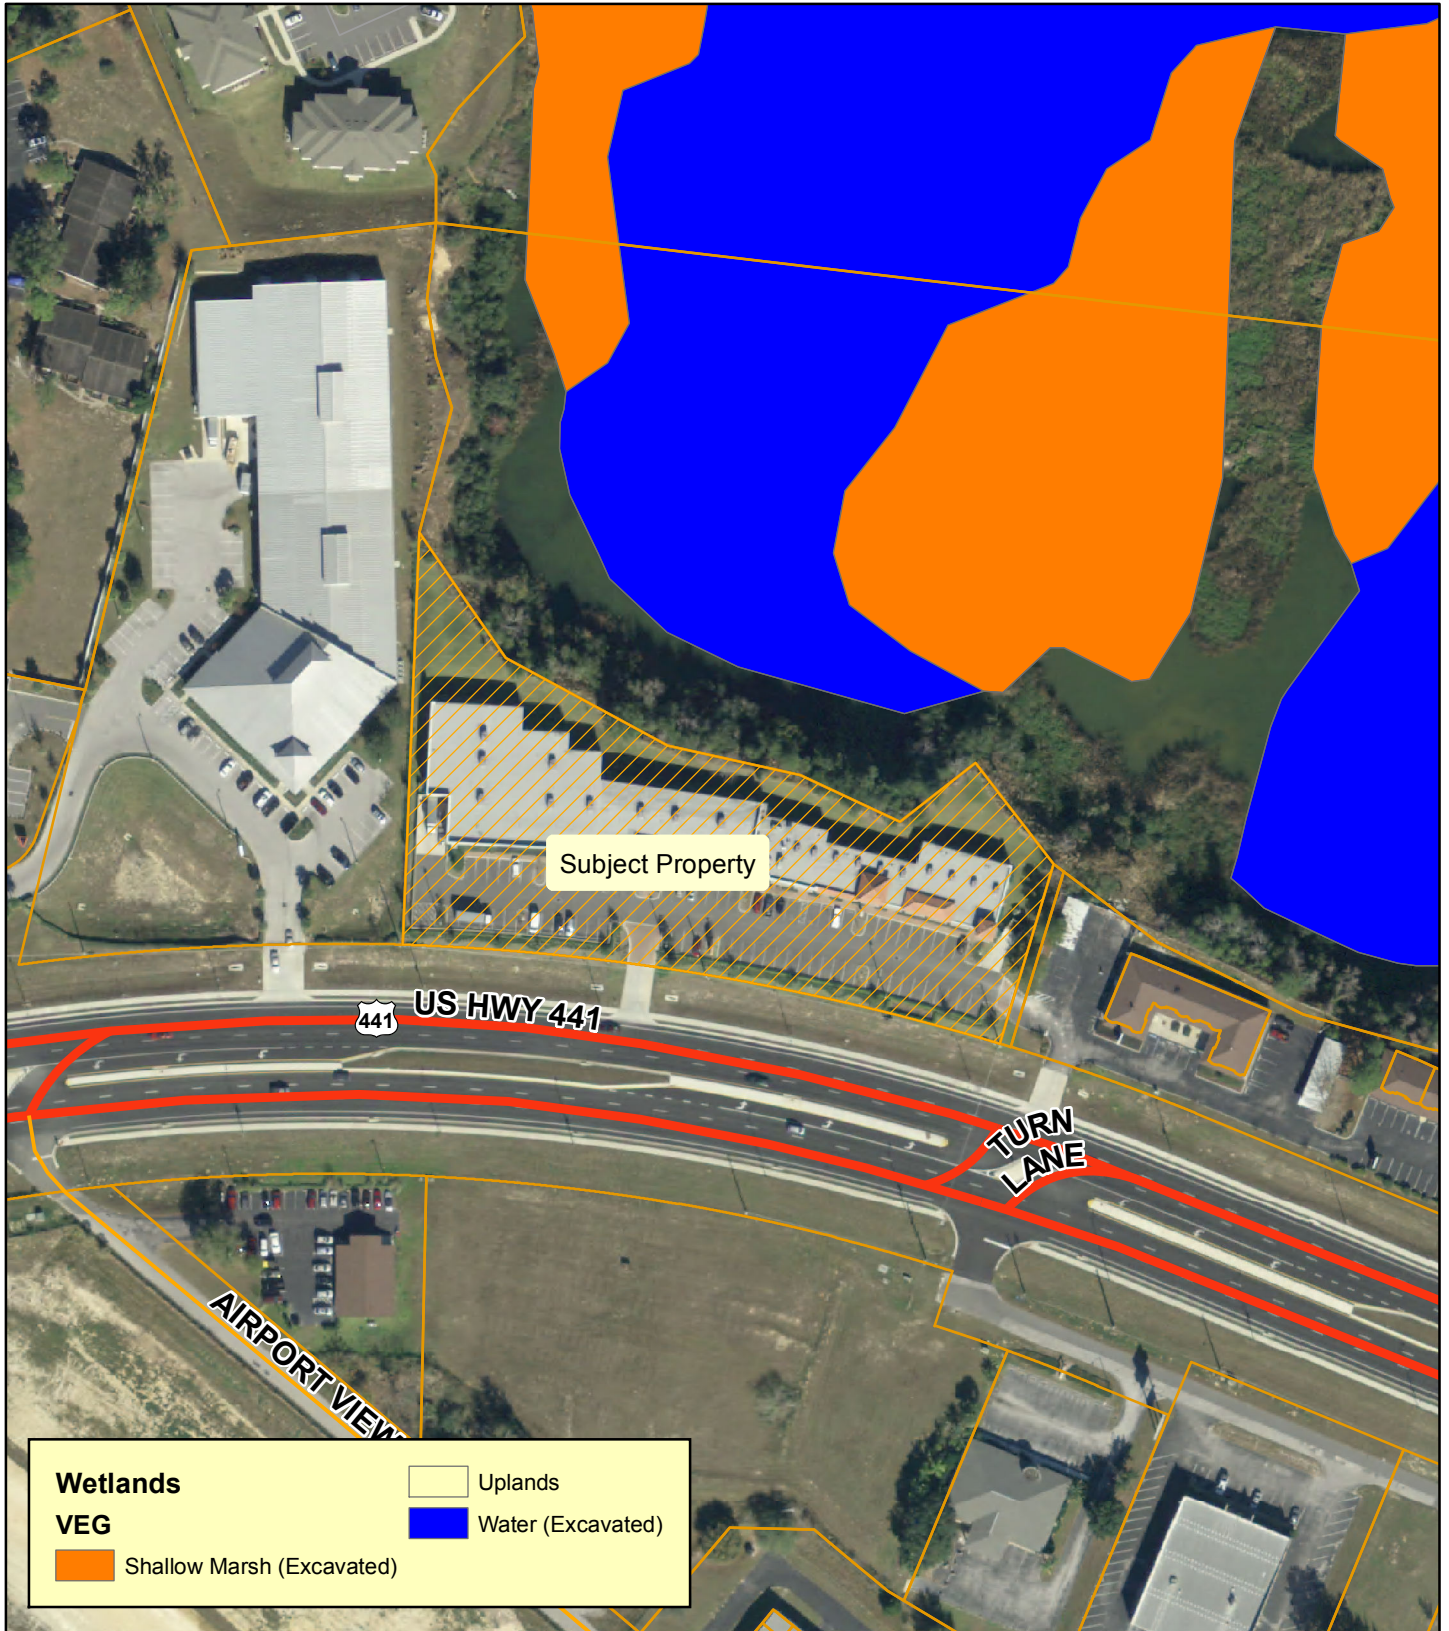 Subject Property
US HWY 441
441
TURN
LANE
AIRPORT VIEW
Wetlands
VEG
Shallow Marsh (Excavated)
Uplands
Water (Excavated)